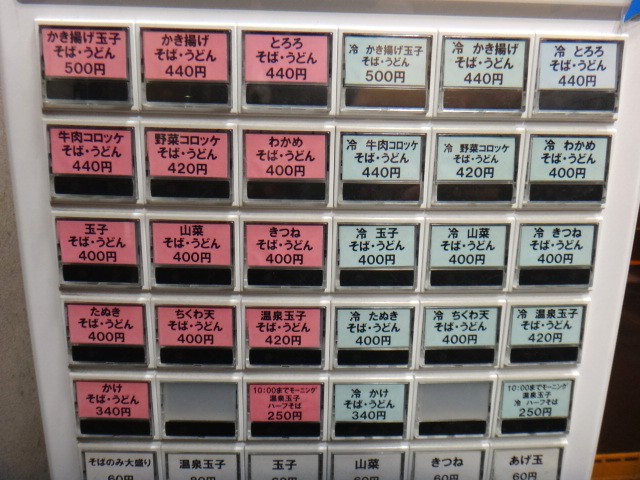 かき揚げ玉子
そば・うどん
500円
かき揚げ
そば・うどん
440円
とろろ
そば・うどん
440円
冷 かき揚げ玉子
そば・うどん
500円
冷 かき揚げ
そば・うどん
440円
冷 とろろ
そば・うどん
440円
牛肉コロッケ
そば・うどん
440円
野菜コロッケ
そば・うどん
420円
わかめ
そば・うどん
400円
冷 牛肉コロッケ
そば・うどん
440円
冷 野菜コロッケ
そば・うどん
420円
冷 わかめ
そば・うどん
400円
玉子
そば・うどん
400円
山菜
そば・うどん
400円
きつね
そば・うどん
400円
冷 玉子
そば・うどん
400円
冷 山菜
そば・うどん
400円
冷 きつね
そば・うどん
400円
たぬき
そば・うどん
400円
ちくわ天
そば・うどん
400円
温泉玉子
そば・うどん
420円
冷 たぬき
そば・うどん
400円
冷 ちくわ天
そば・うどん
400円
冷 温泉玉子
そば・うどん
420円
かけ
そば・うどん
340円
10:00までモーニング
温泉玉子
ハーフそば
250円
冷 かけ
そば・うどん
340円
10:00までモーニング
温泉玉子
冷 ハーフそば
250円
そばのみ大盛り
温泉玉子
玉子
山菜
きつね
あげ玉